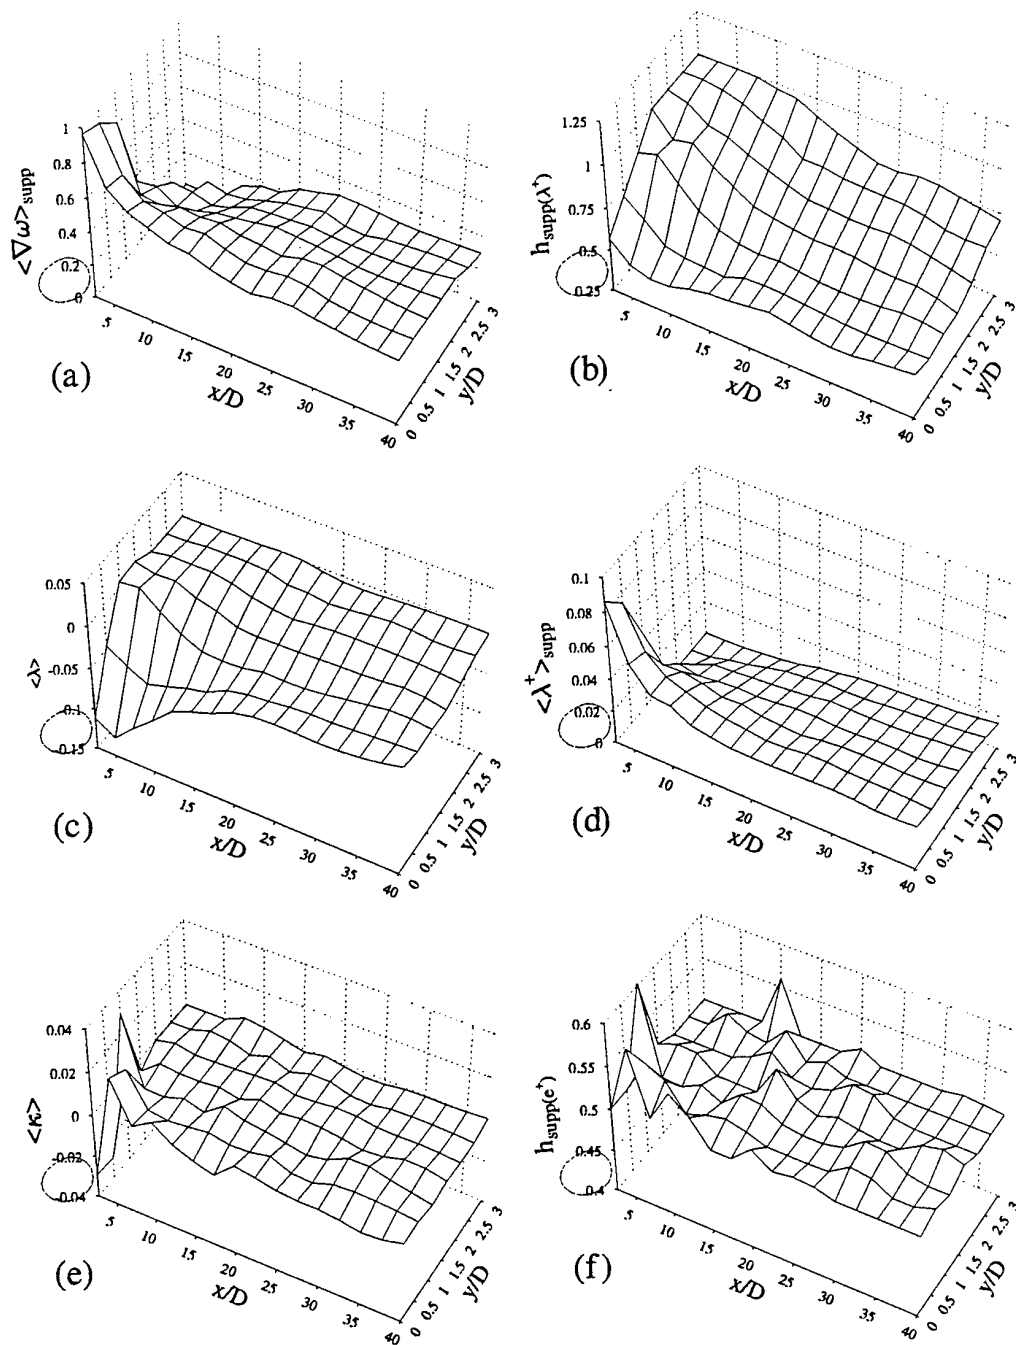 <∇ω>supp
1
0.8
0.6
0.4
0.2
0
5
10
15
20
25
30
35
40
x/D
0 0.5 1 1.5 2 2.5 3
y/D
(a)
h supp(λ⁺)
1.25
1
0.75
0.5
0.25
5
10
15
20
25
30
35
40
x/D
0 0.5 1 1.5 2 2.5 3
y/D
(b)
<λ>
0.05
0
-0.05
-0.1
-0.15
5
10
15
20
25
30
35
40
x/D
0 0.5 1 1.5 2 2.5 3
y/D
(c)
<λ⁺>supp
0.1
0.08
0.06
0.04
0.02
0
5
10
15
20
25
30
35
40
x/D
0 0.5 1 1.5 2 2.5 3
y/D
(d)
<κ>
0.04
0.02
0
-0.02
-0.04
5
10
15
20
25
30
35
40
x/D
0 0.5 1 1.5 2 2.5 3
y/D
(e)
h supp(e⁺)
0.6
0.55
0.5
0.45
0.4
5
10
15
20
25
30
35
40
x/D
0 0.5 1 1.5 2 2.5 3
y/D
(f)